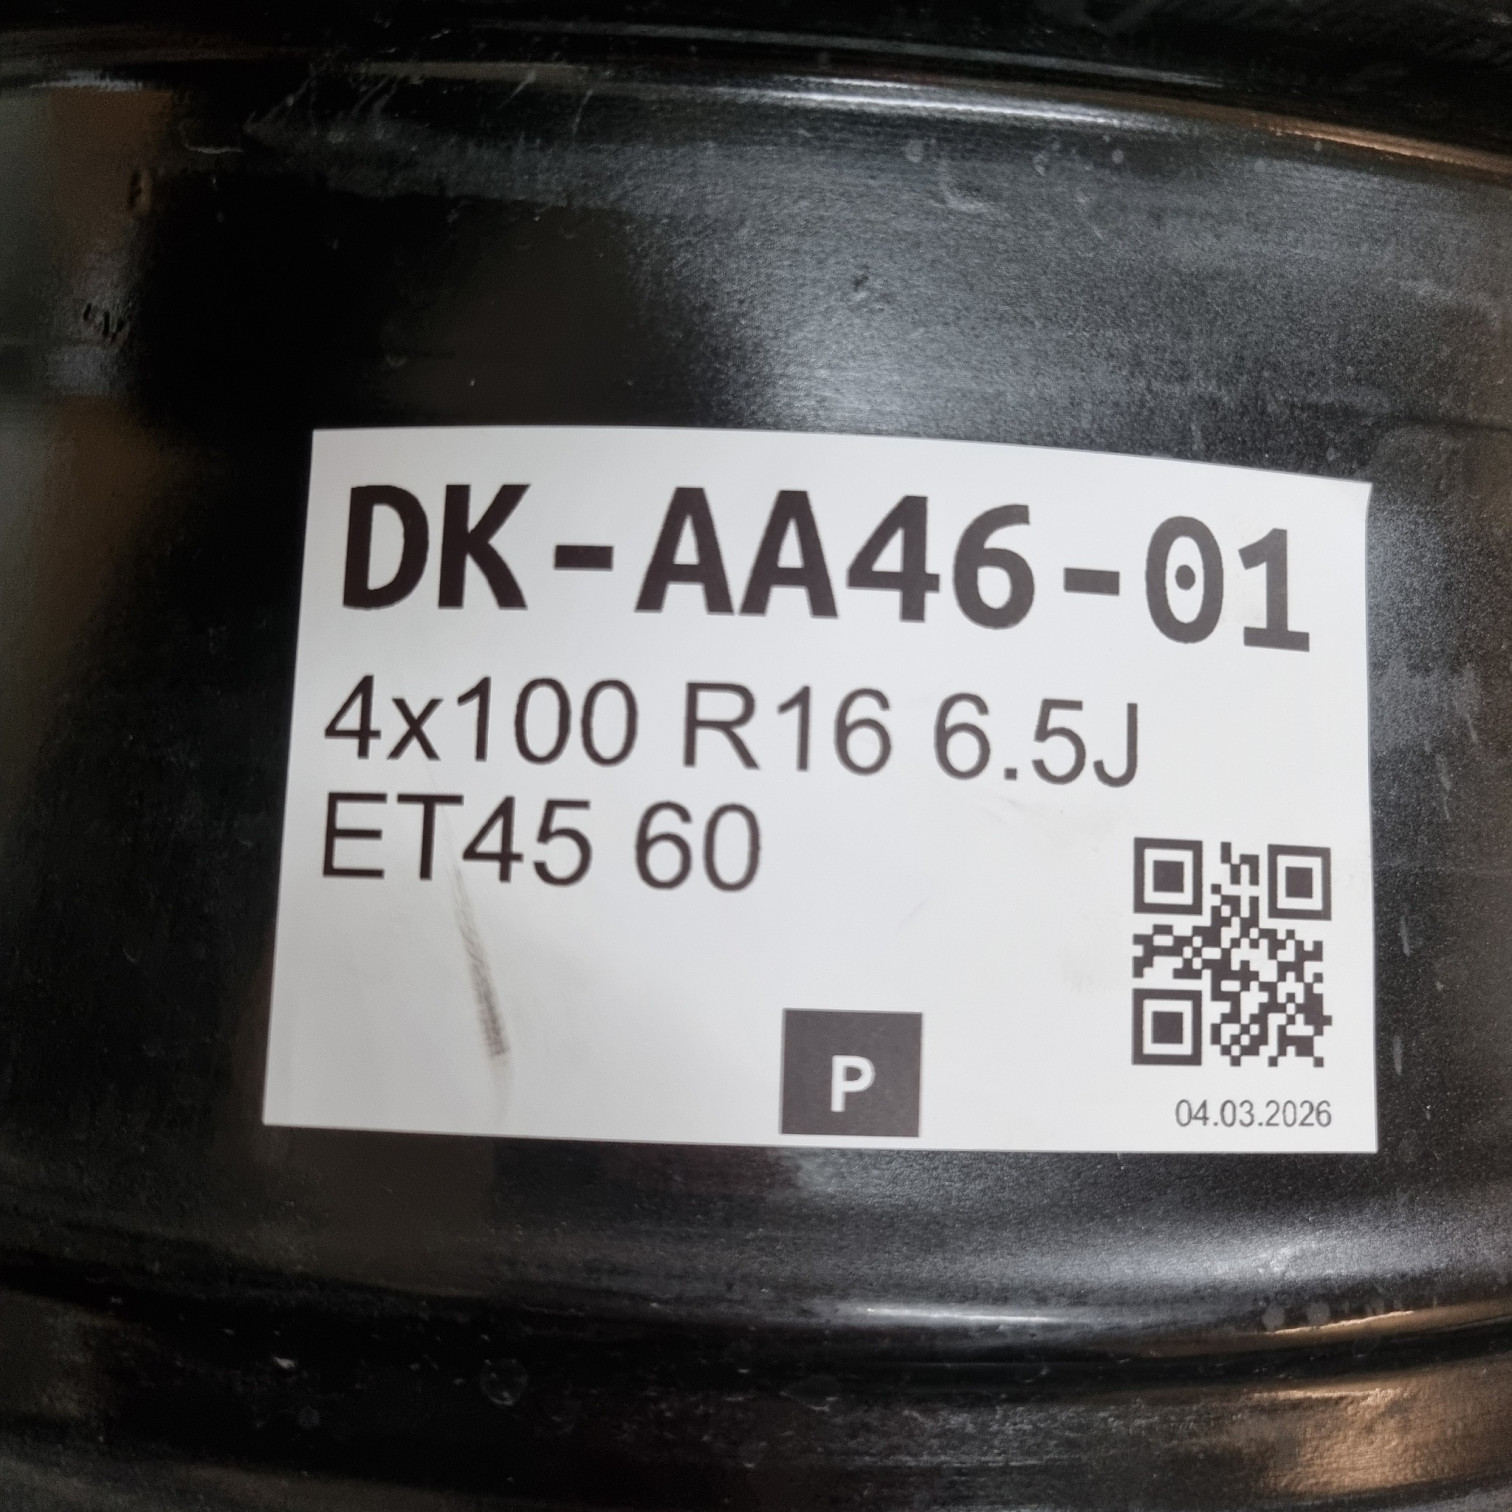 DK-AA46-01
4x100 R16 6.5J
ET45 60
P
04.03.2026